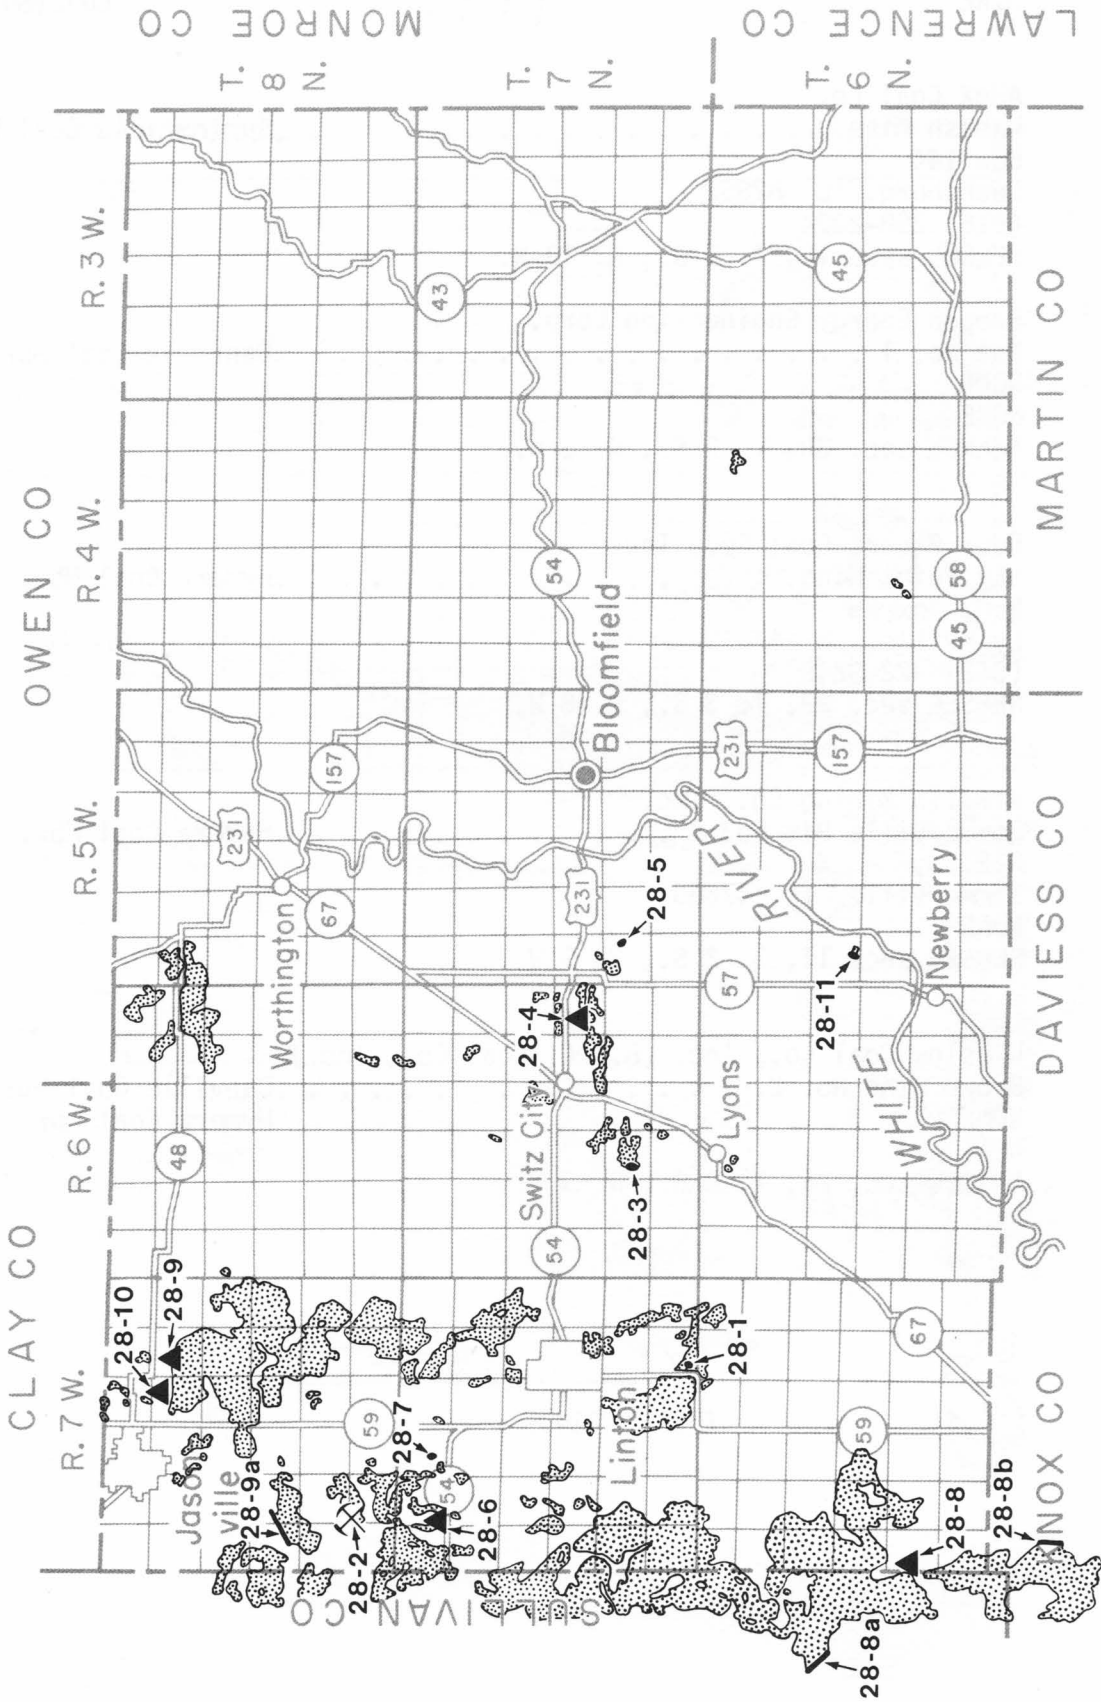 CLAY CO
OWEN CO
R. 7 W.
R. 6 W.
R. 5 W.
R. 4 W.
R. 3 W.
MONROE CO
LAWRENCE CO
T. 8 N.
T. 7 N.
T. 6 N.
MARTIN CO
DAVIESS CO
KNOX CO
SULLIVAN CO
28-10
28-9
48
231
157
67
Worthington
43
59
Jason
ville
28-9a
28-2
28-7
54
28-6
Linton
54
Switz City
28-4
231
28-5
Bloomfield
54
28-3
28-1
Lyons
57
231
157
45
45
58
WHITE
RIVER
28-11
Newberry
67
59
28-8
28-8a
28-8b